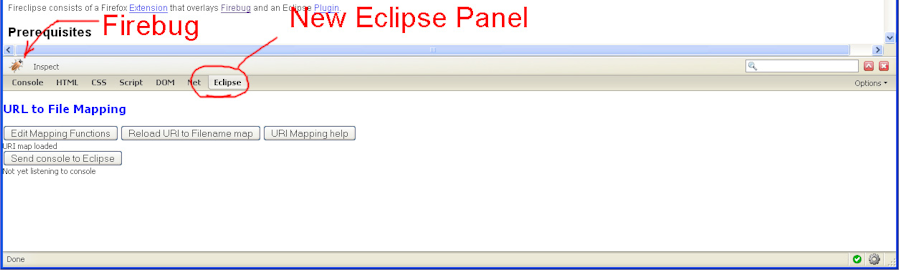 Fireclipse consists of a Firefox Extension that overlays Firebug and an Eclipse Plugin.
New Eclipse Panel
Firebug
Prerequisites
Inspect
Console HTML CSS Script DOM Net Eclipse Options
URL to File Mapping
Edit Mapping Functions Reload URI to Filename map URI Mapping help
URI map loaded
Send console to Eclipse
Not yet listening to console
Done